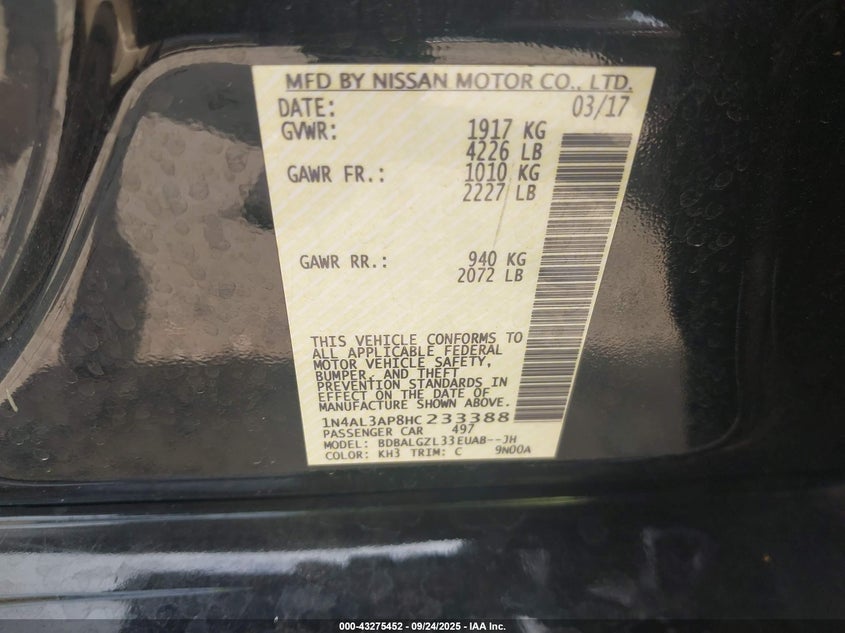 MFD BY NISSAN MOTOR CO., LTD.
DATE: 03/17
GVWR: 1917 KG
4226 LB
GAWR FR.: 1010 KG
2227 LB
GAWR RR.: 940 KG
2072 LB
THIS VEHICLE CONFORMS TO
ALL APPLICABLE FEDERAL
MOTOR VEHICLE SAFETY,
BUMPER, AND THEFT
PREVENTION STANDARDS IN
EFFECT ON THE DATE OF
MANUFACTURE SHOWN ABOVE.
1N4AL3AP8HC233388
PASSENGER CAR 497
MODEL: BDBALGZL33EUAB--JH
COLOR: KH3 TRIM: C 9N00A
000-43275452 - 09/24/2025 - IAA Inc.